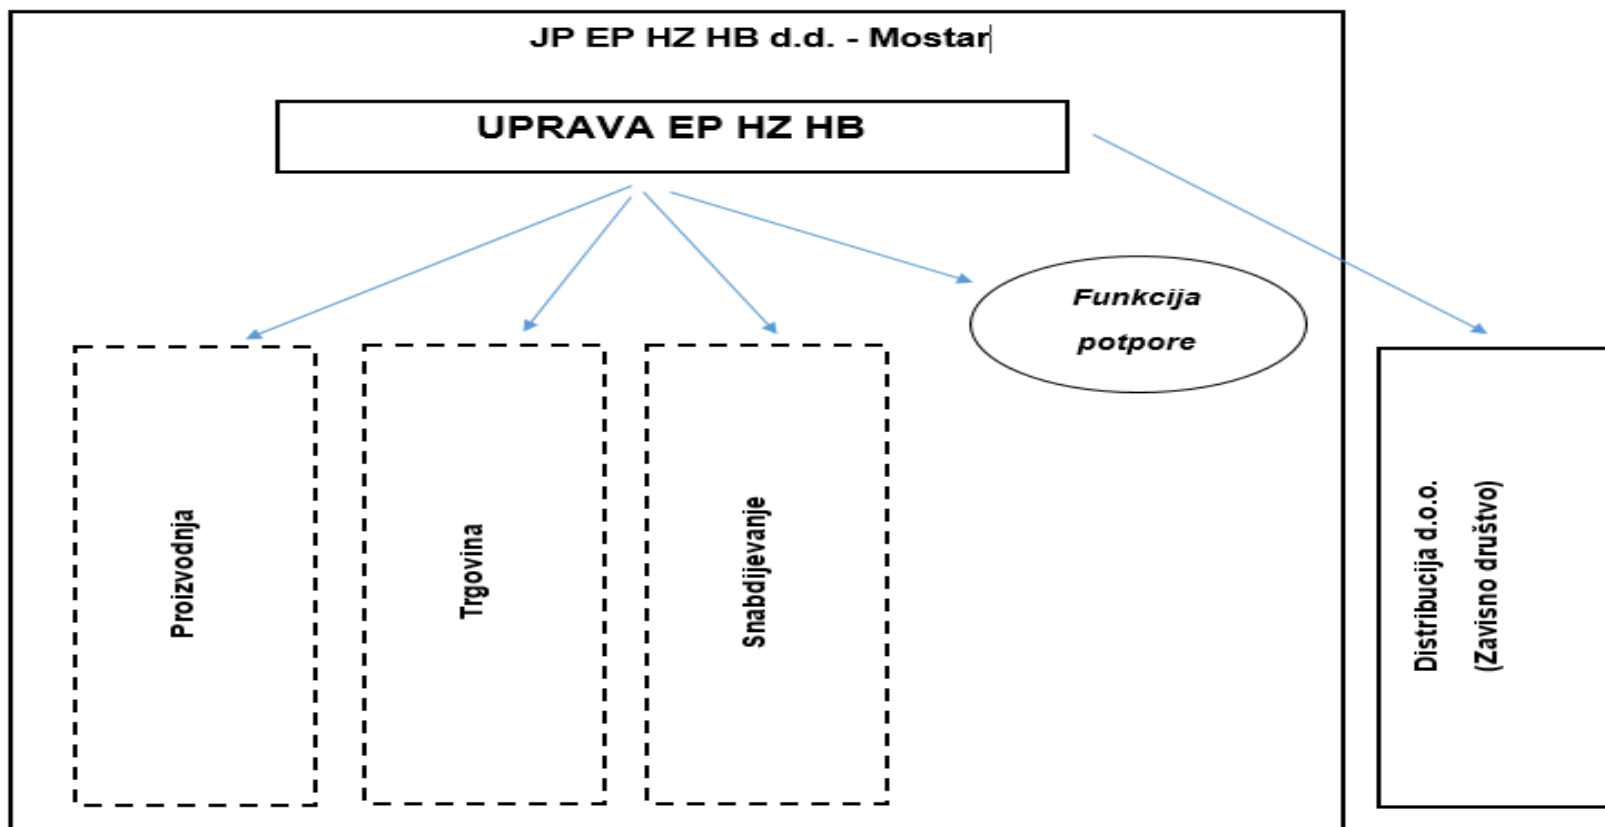 JP EP HZ HB d.d. - Mostar
UPRAVA EP HZ HB
Funkcija
potpore
Proizvodnja
Trgovina
Snabdijevanje
Distribucija d.o.o.
(Zavisno društvo)